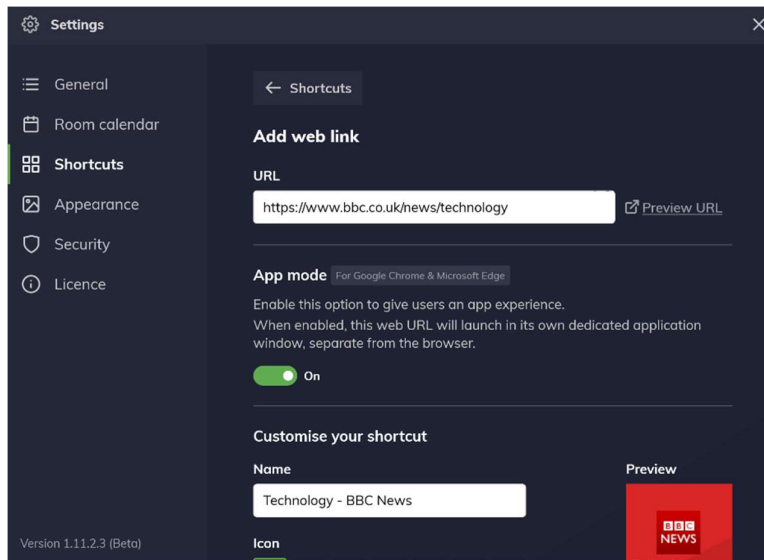 Settings
General
Room calendar
Shortcuts
Appearance
Security
Licence
Version 1.11.2.3 (Beta)
Shortcuts
Add web link
URL
https://www.bbc.co.uk/news/technology
Preview URL
App mode For Google Chrome & Microsoft Edge
Enable this option to give users an app experience.
When enabled, this web URL will launch in its own dedicated application
window, separate from the browser.
On
Customise your shortcut
Name
Technology - BBC News
Icon
Preview
BBC
NEWS